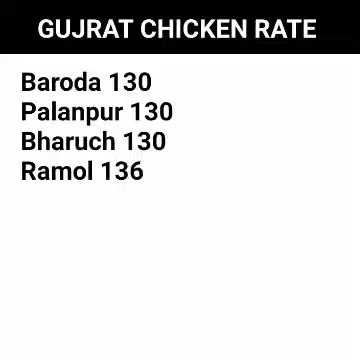 GUJRAT CHICKEN RATE
Baroda 130
Palanpur 130
Bharuch 130
Ramol 136